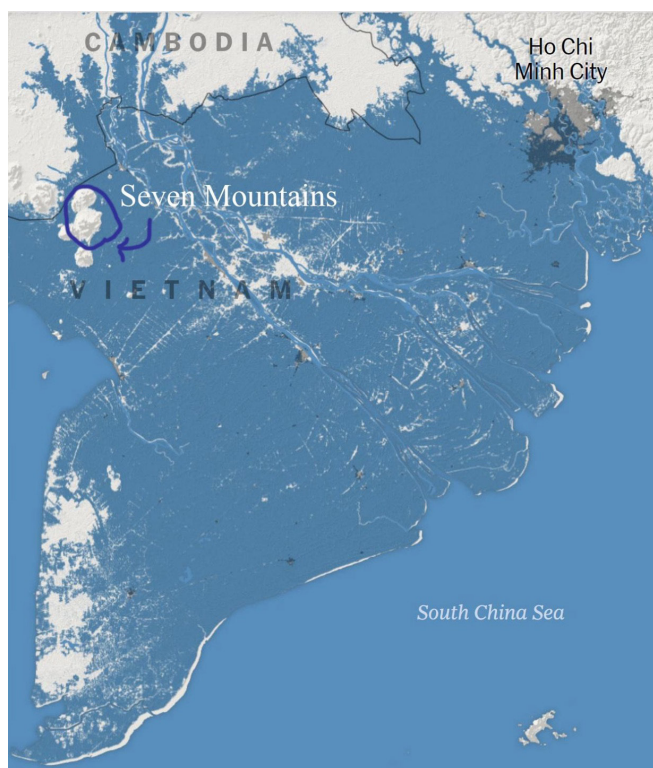 CAMBODIA
Ho Chi
Minh City
Seven Mountains
VIETNAM
South China Sea